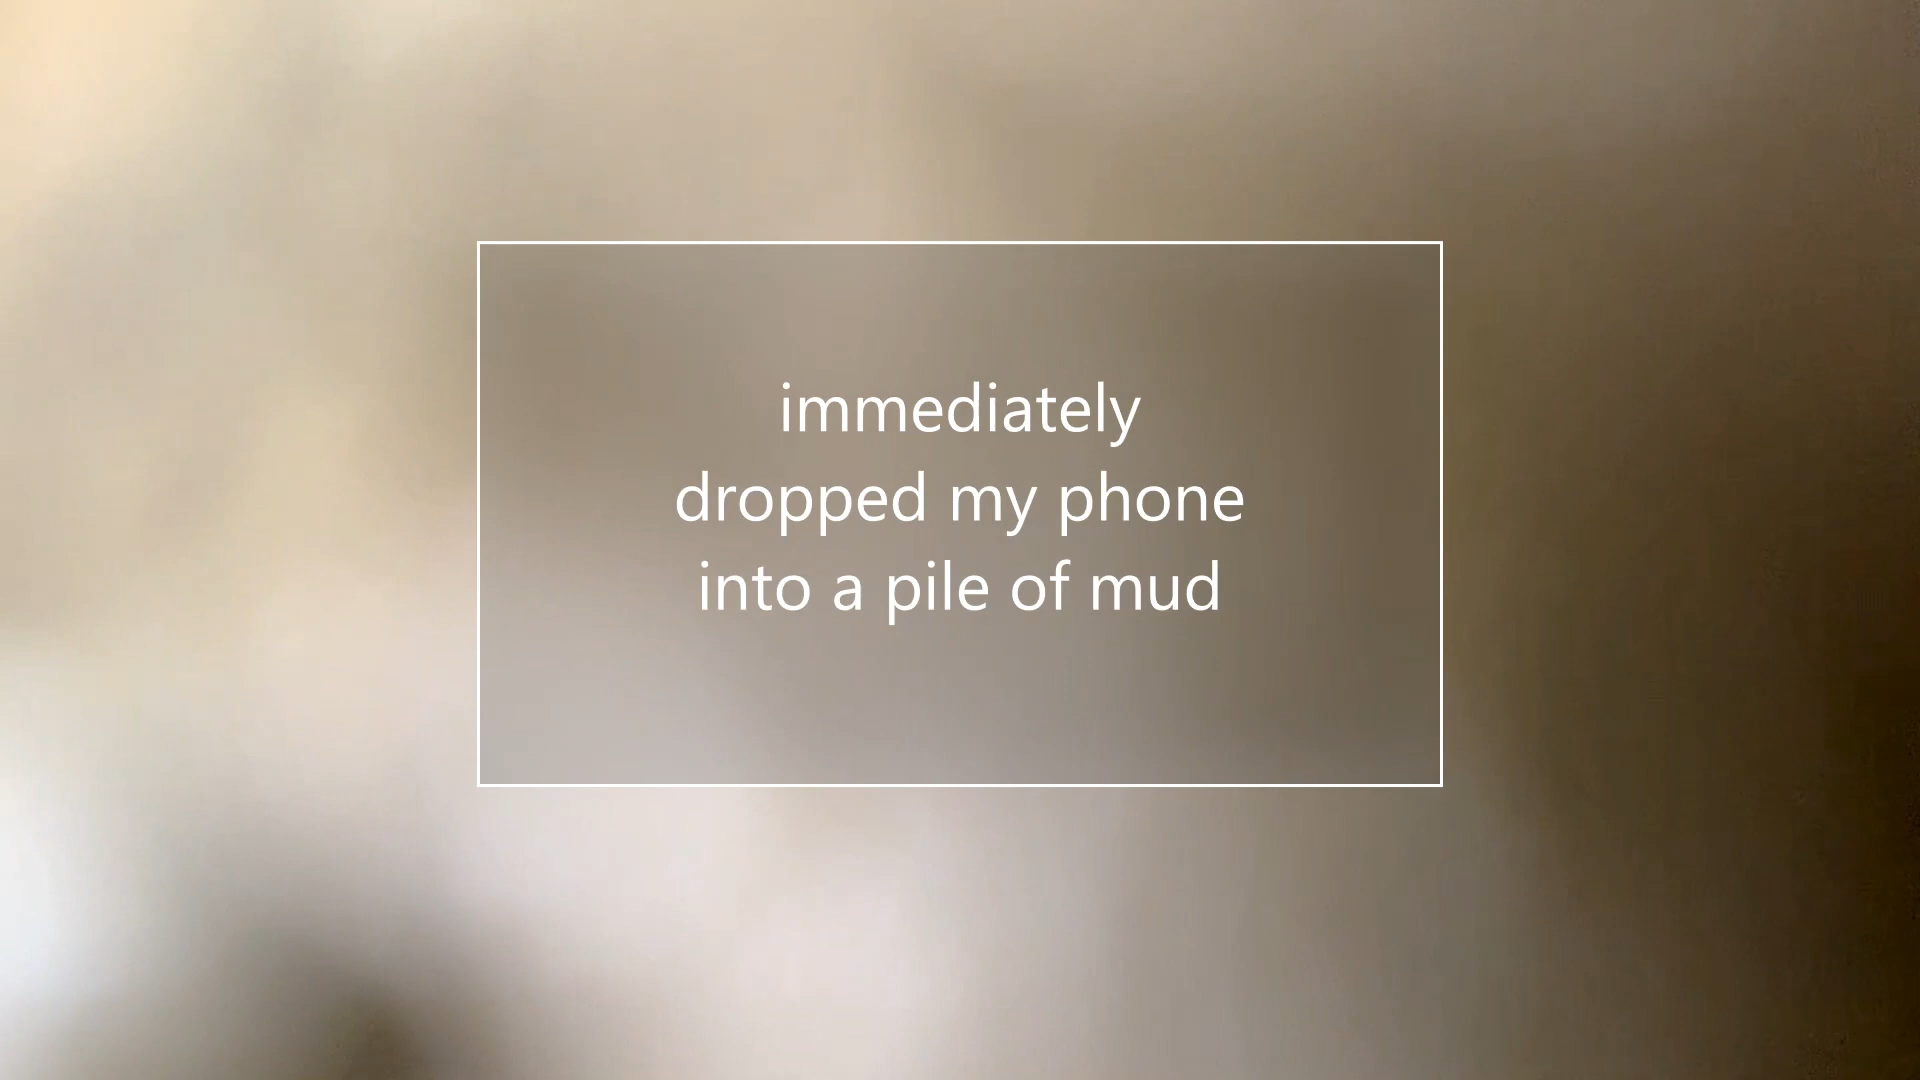 immediately
dropped my phone
into a pile of mud